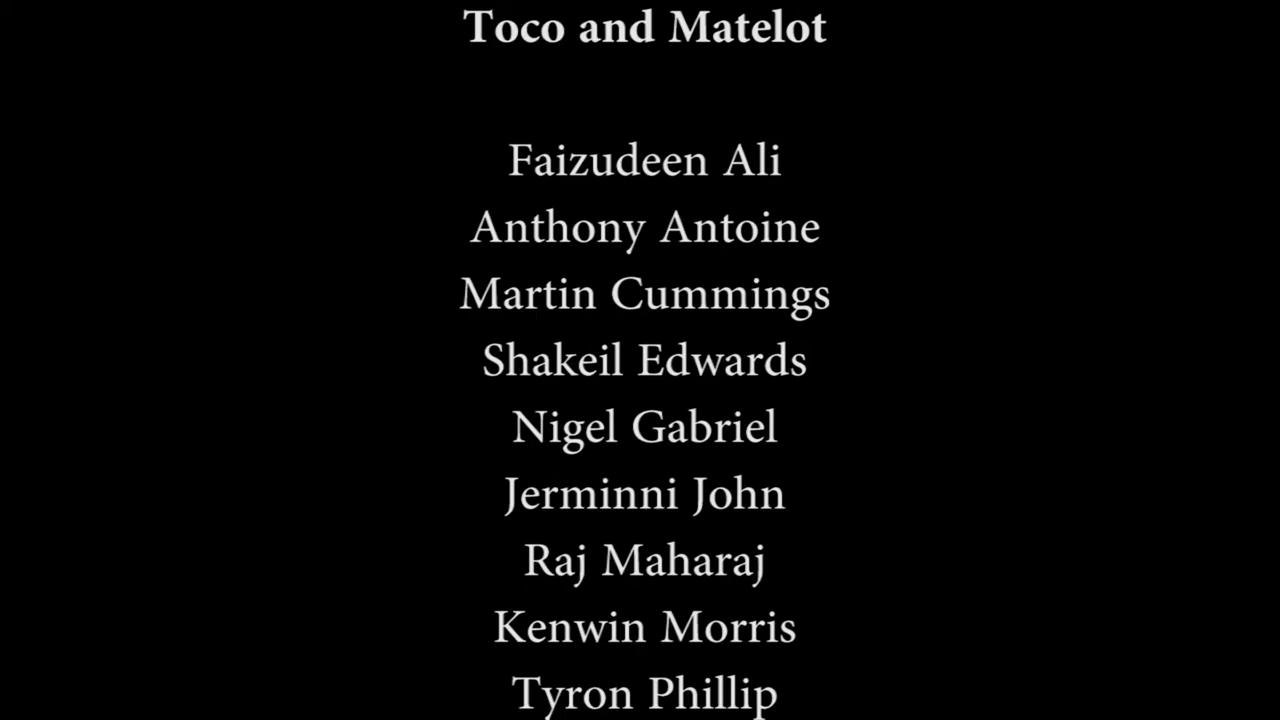 Toco and Matelot
Faizudeen Ali
Anthony Antoine
Martin Cummings
Shakeil Edwards
Nigel Gabriel
Jerminni John
Raj Maharaj
Kenwin Morris
Tyron Phillip